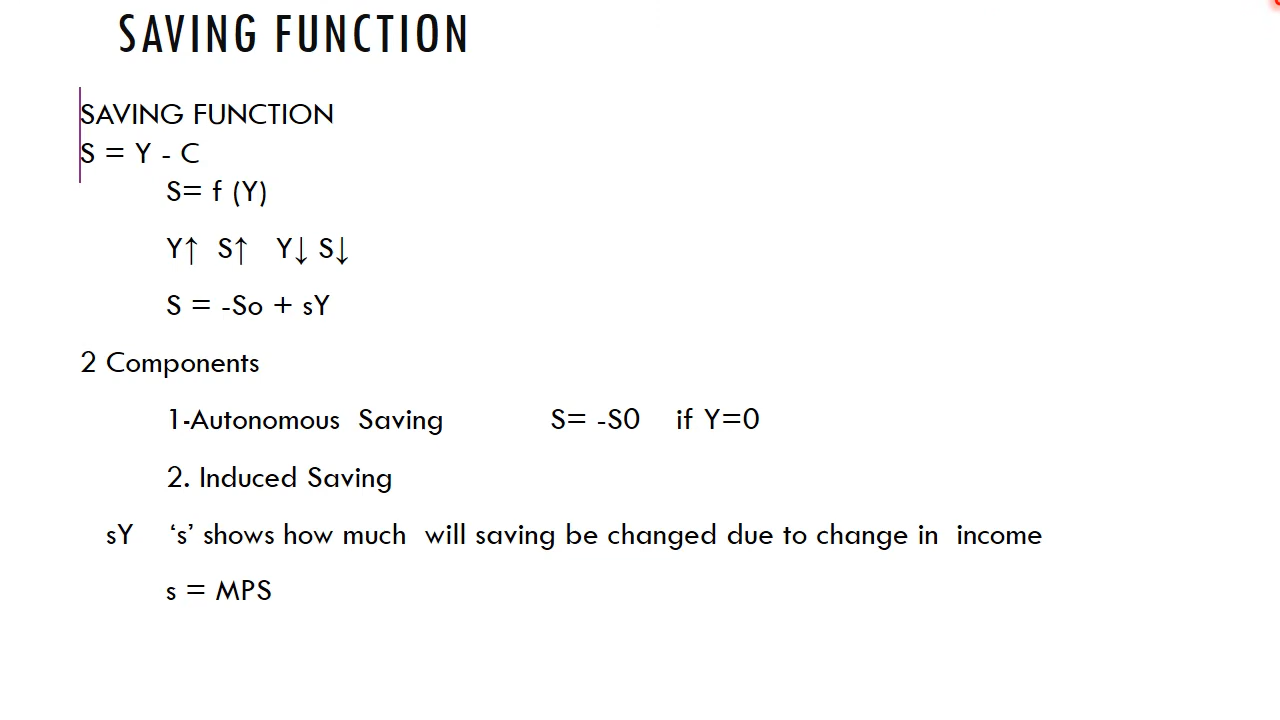 SAVING FUNCTION
SAVING FUNCTION
S = Y - C
S= f (Y)
Y↑ S↑ Y↓ S↓
S = -So + sY
2 Components
1-Autonomous Saving S= -S0 if Y=0
2. Induced Saving
sY ‘s’ shows how much will saving be changed due to change in income
s = MPS